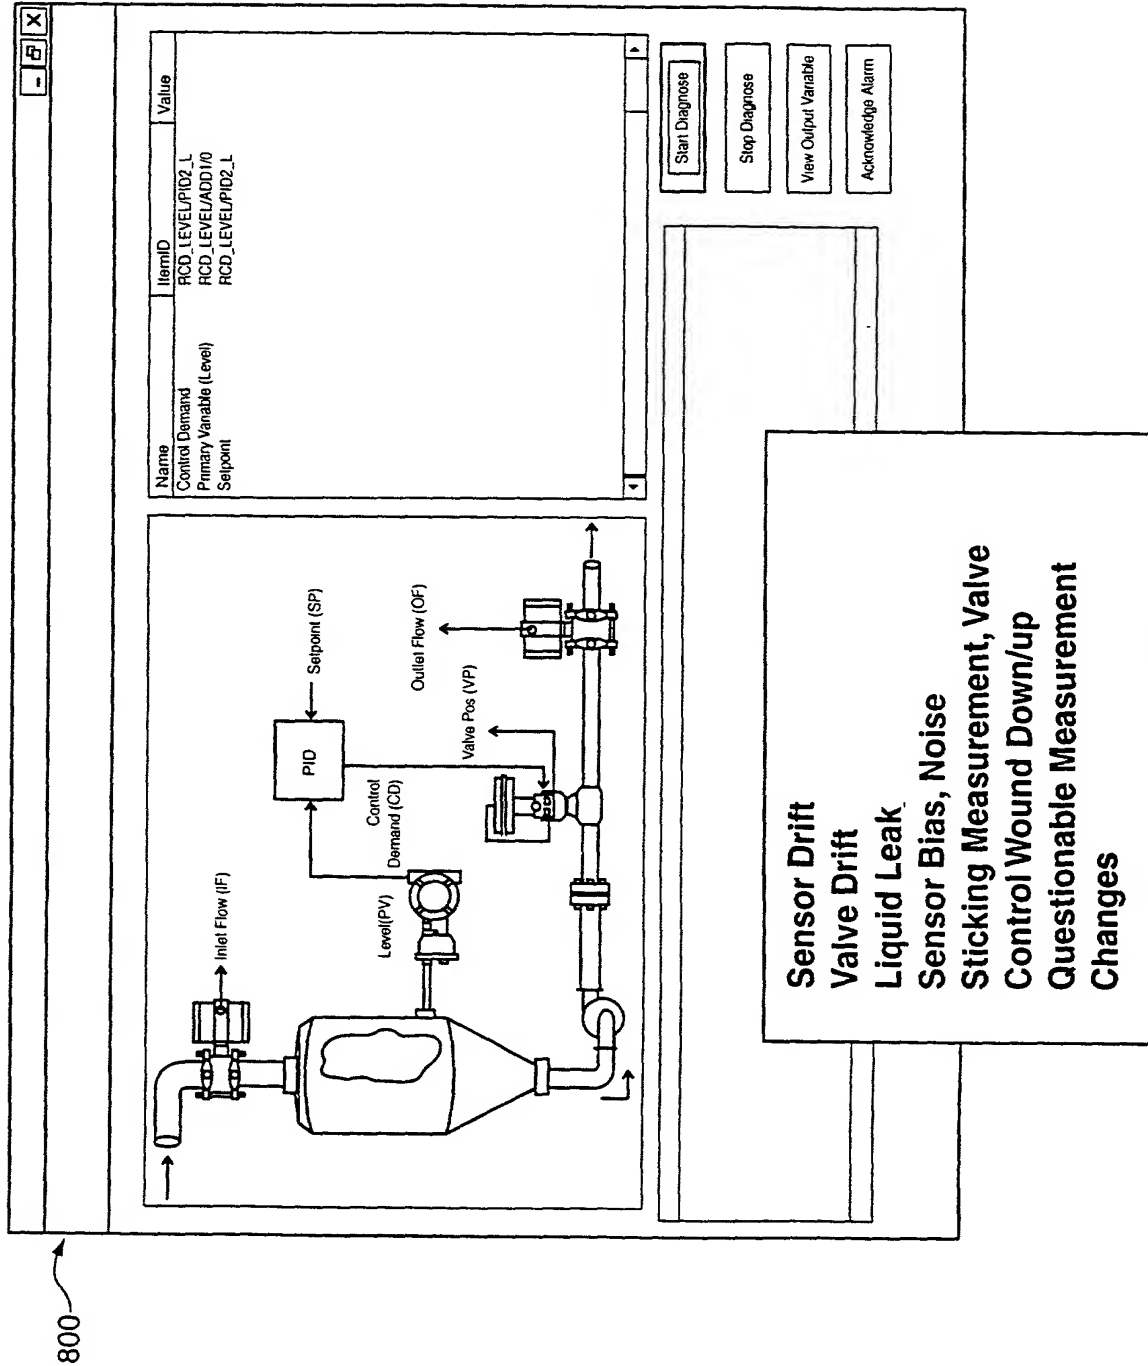 800
Name ItemID Value
Control Demand RCD_LEVEL/PID2_L
Primary Variable (Level) RCD_LEVEL/ADD1/0
Setpoint RCD_LEVEL/PID2_L
Inlet Flow (IF)
Level(PV)
Control
Demand (CD)
PID
Setpoint (SP)
Valve Pos (VP)
Outlet Flow (OF)
Start Diagnose
Stop Diagnose
View Output Variable
Acknowledge Alarm
Sensor Drift
Valve Drift
Liquid Leak
Sensor Bias, Noise
Sticking Measurement, Valve
Control Wound Down/up
Questionable Measurement
Changes